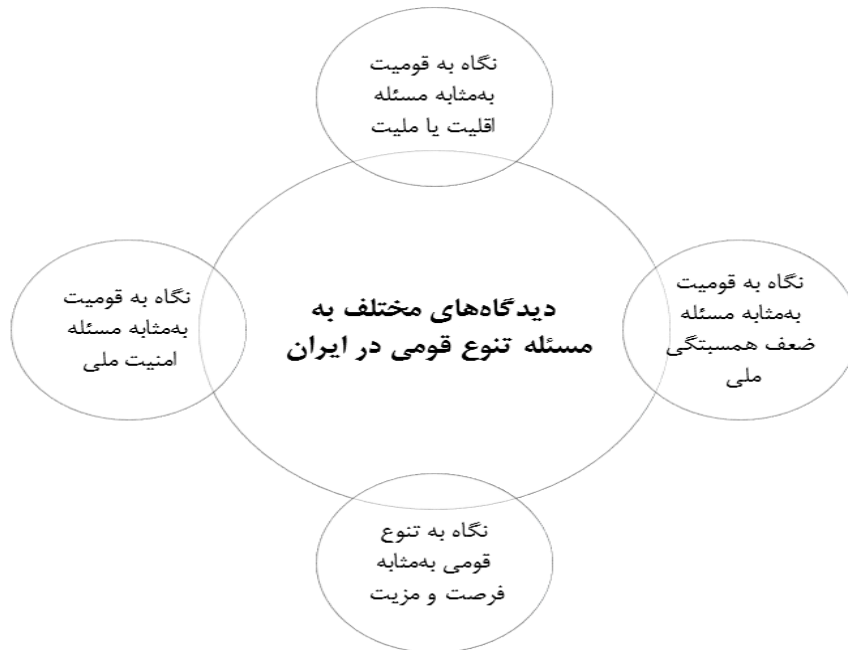 نگاه به قومیت
به‌مثابه مسئله
اقلیت یا ملیت
نگاه به قومیت
به‌مثابه مسئله
ضعف همبستگی
ملی
دیدگاه‌های مختلف به
مسئله تنوع قومی در ایران
نگاه به قومیت
به‌مثابه مسئله
امنیت ملی
نگاه به تنوع
قومی به‌مثابه
فرصت و مزیت